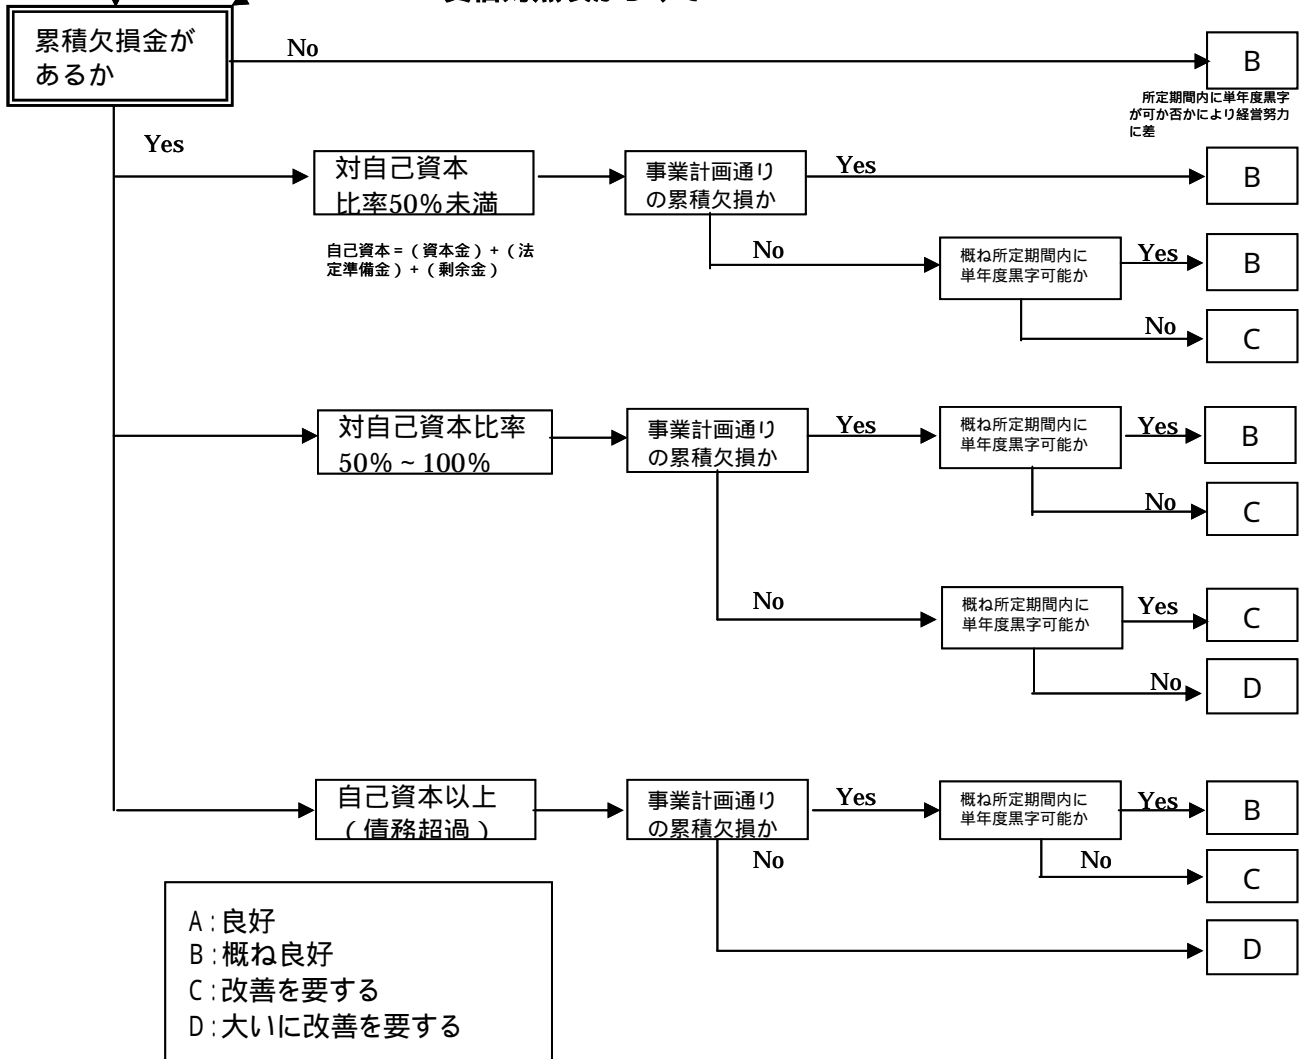 累積欠損金が
あるか
No
B
所定期間内に単年度黒字
が可か否かにより経営努力
に差
Yes
対自己資本
比率50%未満
事業計画通り
の累積欠損か
Yes
B
自己資本=(資本金)+(法
定準備金)+(剰余金)
No
概ね所定期間内に
単年度黒字可能か
Yes
B
No
C
対自己資本比率
50%~100%
事業計画通り
の累積欠損か
Yes
概ね所定期間内に
単年度黒字可能か
Yes
B
No
C
No
概ね所定期間内に
単年度黒字可能か
Yes
C
No
D
自己資本以上
(債務超過)
事業計画通り
の累積欠損か
Yes
概ね所定期間内に
単年度黒字可能か
Yes
B
No
No
C
D
A:良好
B:概ね良好
C:改善を要する
D:大いに改善を要する